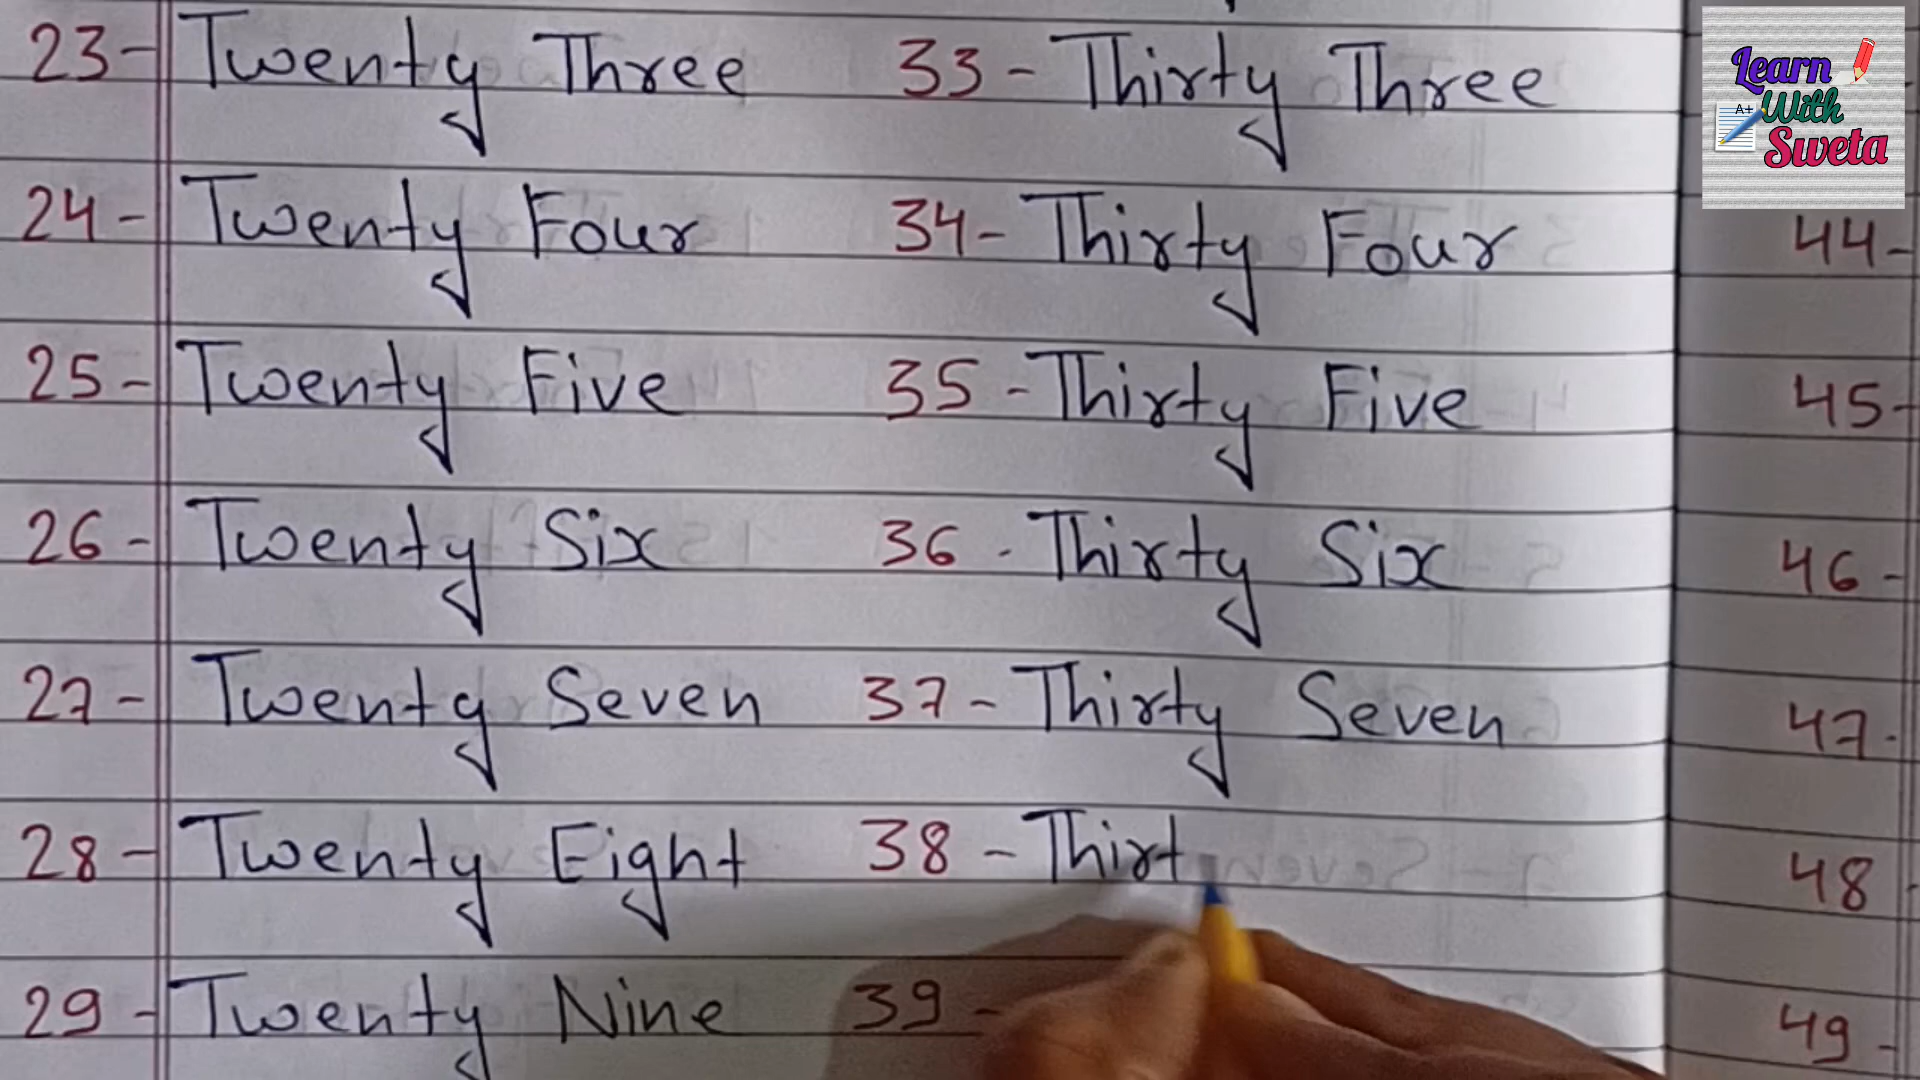 23- Twenty Three 33 - Thirty Three
24- Twenty Four 34- Thirty Four 44-
25- Twenty Five 35 - Thirty Five 45-
26 - Twenty Six 36 - Thirty Six 46-
27- Twenty Seven 37 - Thirty Seven 47-
28 - Twenty Eight 38 - Thirt 48-
29 - Twenty Nine 39 - 49-
Learn
A+ With
Sweta